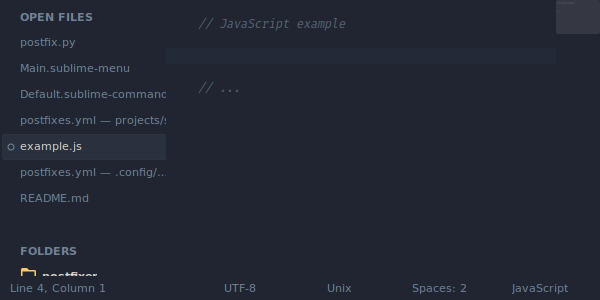 OPEN FILES
postfix.py
Main.sublime-menu
Default.sublime-command
postfixes.yml — projects/s
example.js
postfixes.yml — .config/...
README.md
FOLDERS
postfixer
// JavaScript example
// ...
Line 4, Column 1
UTF-8
Unix
Spaces: 2
JavaScript